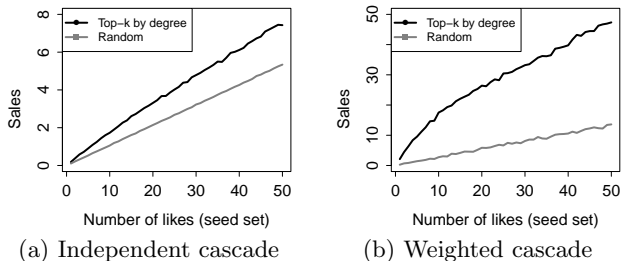 Top−k by degree
Random
0 2 4 6 8
Sales
0 10 20 30 40 50
Number of likes (seed set)
(a) Independent cascade
Top−k by degree
Random
0 10 30 50
Sales
0 10 20 30 40 50
Number of likes (seed set)
(b) Weighted cascade